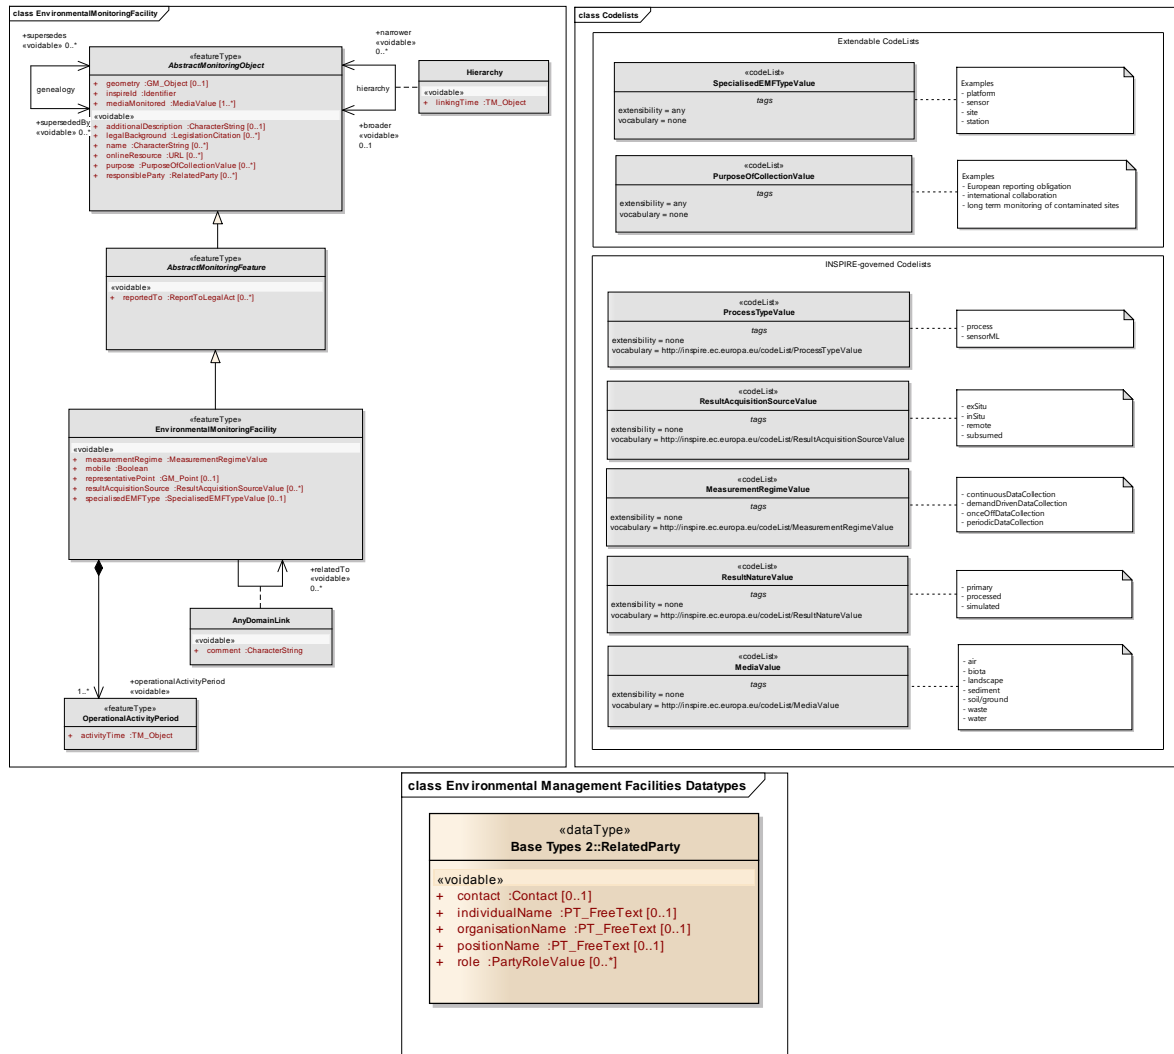 class EnvironmentalMonitoringFacility
+supersedes
«voidable» 0..*
genealogy
+supersededBy
«voidable» 0..*
«featureType»
AbstractMonitoringObject
+ geometry :GM_Object [0..1]
+ inspireId :Identifier
+ mediaMonitored :MediaValue [1..*]
«voidable»
+ additionalDescription :CharacterString [0..1]
+ legalBackground :LegislationCitation [0..*]
+ name :CharacterString [0..*]
+ onlineResource :URL [0..*]
+ purpose :PurposeOfCollectionValue [0..*]
+ responsibleParty :RelatedParty [0..*]
+narrower
«voidable»
0..*
hierarchy
+broader
«voidable»
0..1
Hierarchy
«voidable»
+ linkingTime :TM_Object
«featureType»
AbstractMonitoringFeature
«voidable»
+ reportedTo :ReportToLegalAct [0..*]
«featureType»
EnvironmentalMonitoringFacility
«voidable»
+ measurementRegime :MeasurementRegimeValue
+ mobile :Boolean
+ representativePoint :GM_Point [0..1]
+ resultAcquisitionSource :ResultAcquisitionSourceValue [0..*]
+ specialisedEMFType :SpecialisedEMFTypeValue [0..1]
+relatedTo
«voidable»
0..*
AnyDomainLink
«voidable»
+ comment :CharacterString
+operationalActivityPeriod
1..* «voidable»
«featureType»
OperationalActivityPeriod
+ activityTime :TM_Object
class Codelists
Extendable CodeLists
«codeList»
SpecialisedEMFTypeValue
tags
extensibility = any
vocabulary = none
Examples
- platform
- sensor
- site
- station
«codeList»
PurposeOfCollectionValue
tags
extensibility = any
vocabulary = none
Examples
- European reporting obligation
- international collaboration
- long term monitoring of contaminated sites
INSPIRE-governed Codelists
«codeList»
ProcessTypeValue
tags
extensibility = none
vocabulary = http://inspire.ec.europa.eu/codeList/ProcessTypeValue
- process
- sensorML
«codeList»
ResultAcquisitionSourceValue
tags
extensibility = none
vocabulary = http://inspire.ec.europa.eu/codeList/ResultAcquisitionSourceValue
- exSitu
- inSitu
- remote
- subsumed
«codeList»
MeasurementRegimeValue
tags
extensibility = none
vocabulary = http://inspire.ec.europa.eu/codeList/MeasurementRegimeValue
- continuousDataCollection
- demandDrivenDataCollection
- onceOffDataCollection
- periodicDataCollection
«codeList»
ResultNatureValue
tags
extensibility = none
vocabulary = http://inspire.ec.europa.eu/codeList/ResultNatureValue
- primary
- processed
- simulated
«codeList»
MediaValue
tags
extensibility = none
vocabulary = http://inspire.ec.europa.eu/codeList/MediaValue
- air
- biota
- landscape
- sediment
- soil/ground
- waste
- water
class Environmental Management Facilities Datatypes
«dataType»
Base Types 2::RelatedParty
«voidable»
+ contact :Contact [0..1]
+ individualName :PT_FreeText [0..1]
+ organisationName :PT_FreeText [0..1]
+ positionName :PT_FreeText [0..1]
+ role :PartyRoleValue [0..*]